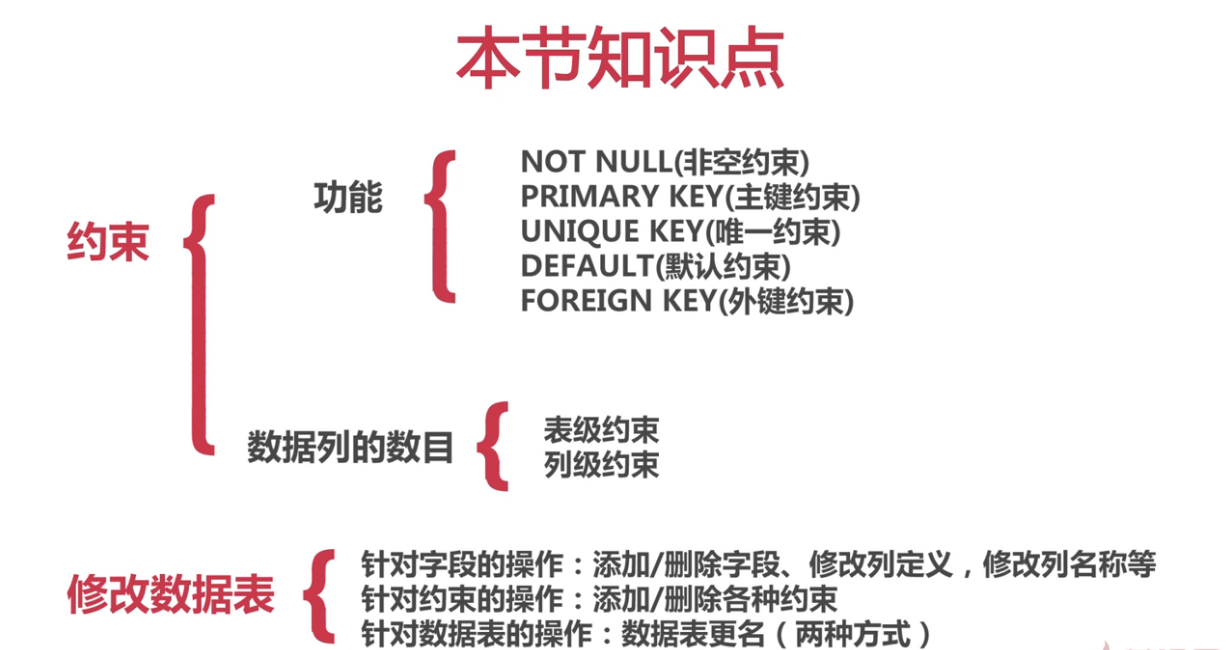 本节知识点
约束
功能
NOT NULL(非空约束)
PRIMARY KEY(主键约束)
UNIQUE KEY(唯一约束)
DEFAULT(默认约束)
FOREIGN KEY(外键约束)
数据列的数目
表级约束
列级约束
修改数据表
针对字段的操作：添加/删除字段、修改列定义，修改列名称等
针对约束的操作：添加/删除各种约束
针对数据表的操作：数据表更名（两种方式）